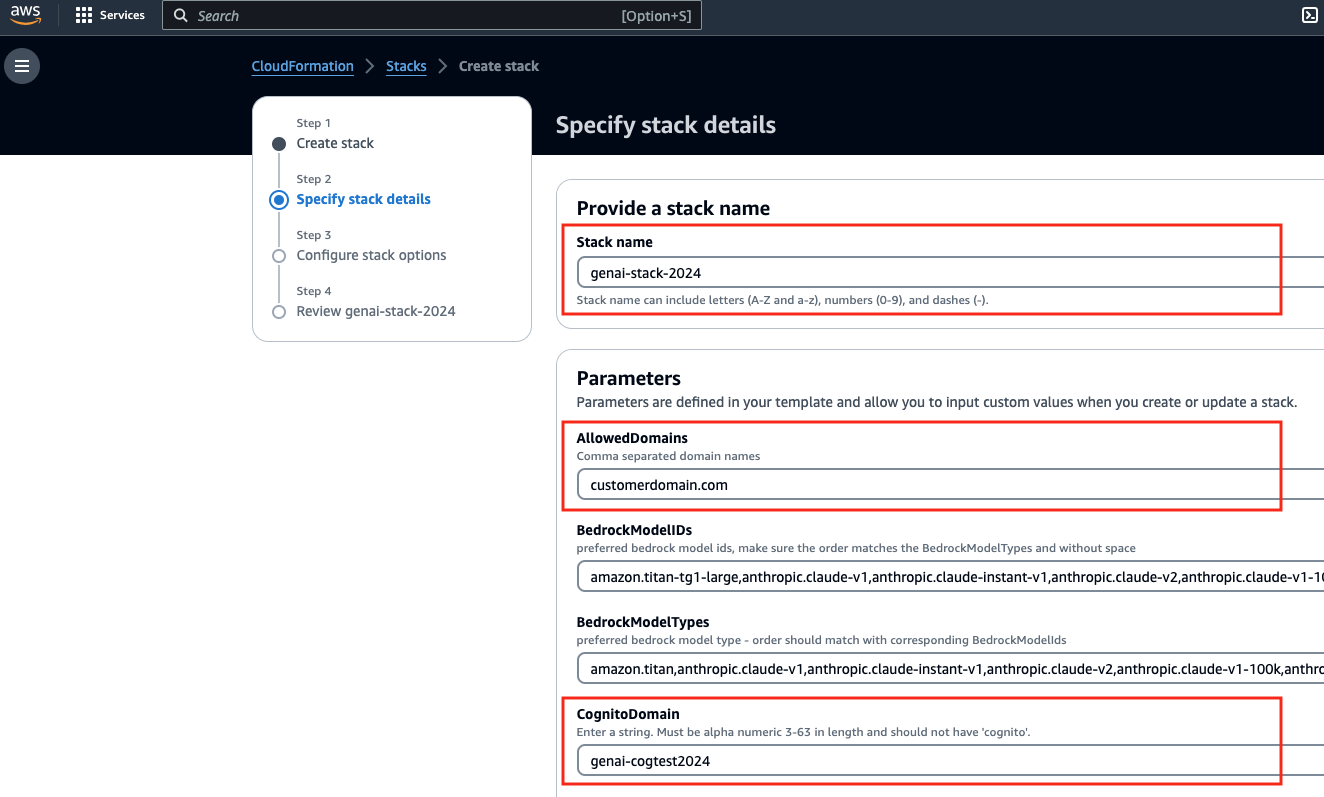 aws
Services
Search
[Option+S]
CloudFormation
Stacks
Create stack
Step 1
Create stack
Step 2
Specify stack details
Step 3
Configure stack options
Step 4
Review genai-stack-2024
Specify stack details
Provide a stack name
Stack name
genai-stack-2024
Stack name can include letters (A-Z and a-z), numbers (0-9), and dashes (-).
Parameters
Parameters are defined in your template and allow you to input custom values when you create or update a stack.
AllowedDomains
Comma separated domain names
customerdomain.com
BedrockModelIDs
preferred bedrock model ids, make sure the order matches the BedrockModelTypes and without space
amazon.titan-tg1-large,anthropic.claude-v1,anthropic.claude-instant-v1,anthropic.claude-v2,anthropic.claude-v1-10
BedrockModelTypes
preferred bedrock model type - order should match with corresponding BedrockModelIds
amazon.titan,anthropic.claude-v1,anthropic.claude-instant-v1,anthropic.claude-v2,anthropic.claude-v1-100k,anthro
CognitoDomain
Enter a string. Must be alpha numeric 3-63 in length and should not have 'cognito'.
genai-cogtest2024